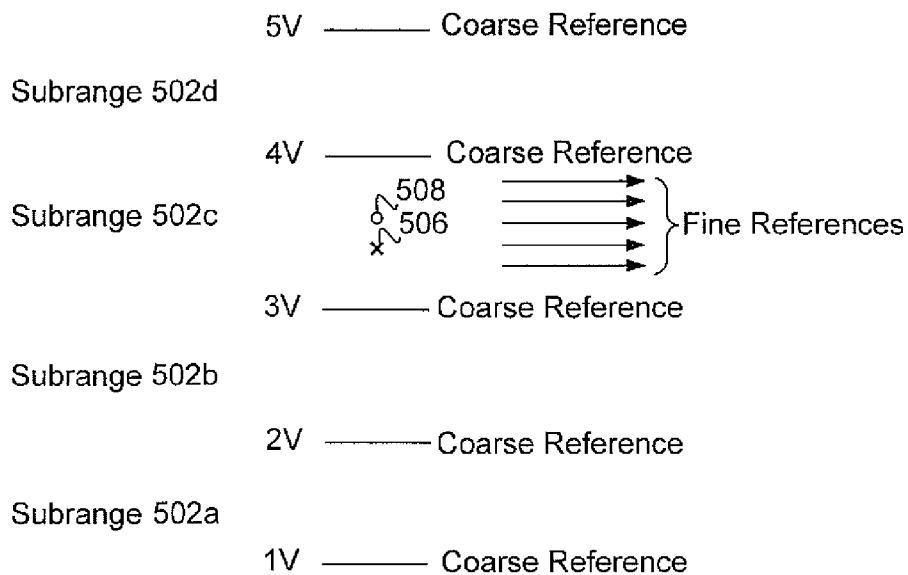 5V Coarse Reference
Subrange 502d
4V Coarse Reference
508
Subrange 502c
506
Fine References
3V Coarse Reference
Subrange 502b
2V Coarse Reference
Subrange 502a
1V Coarse Reference